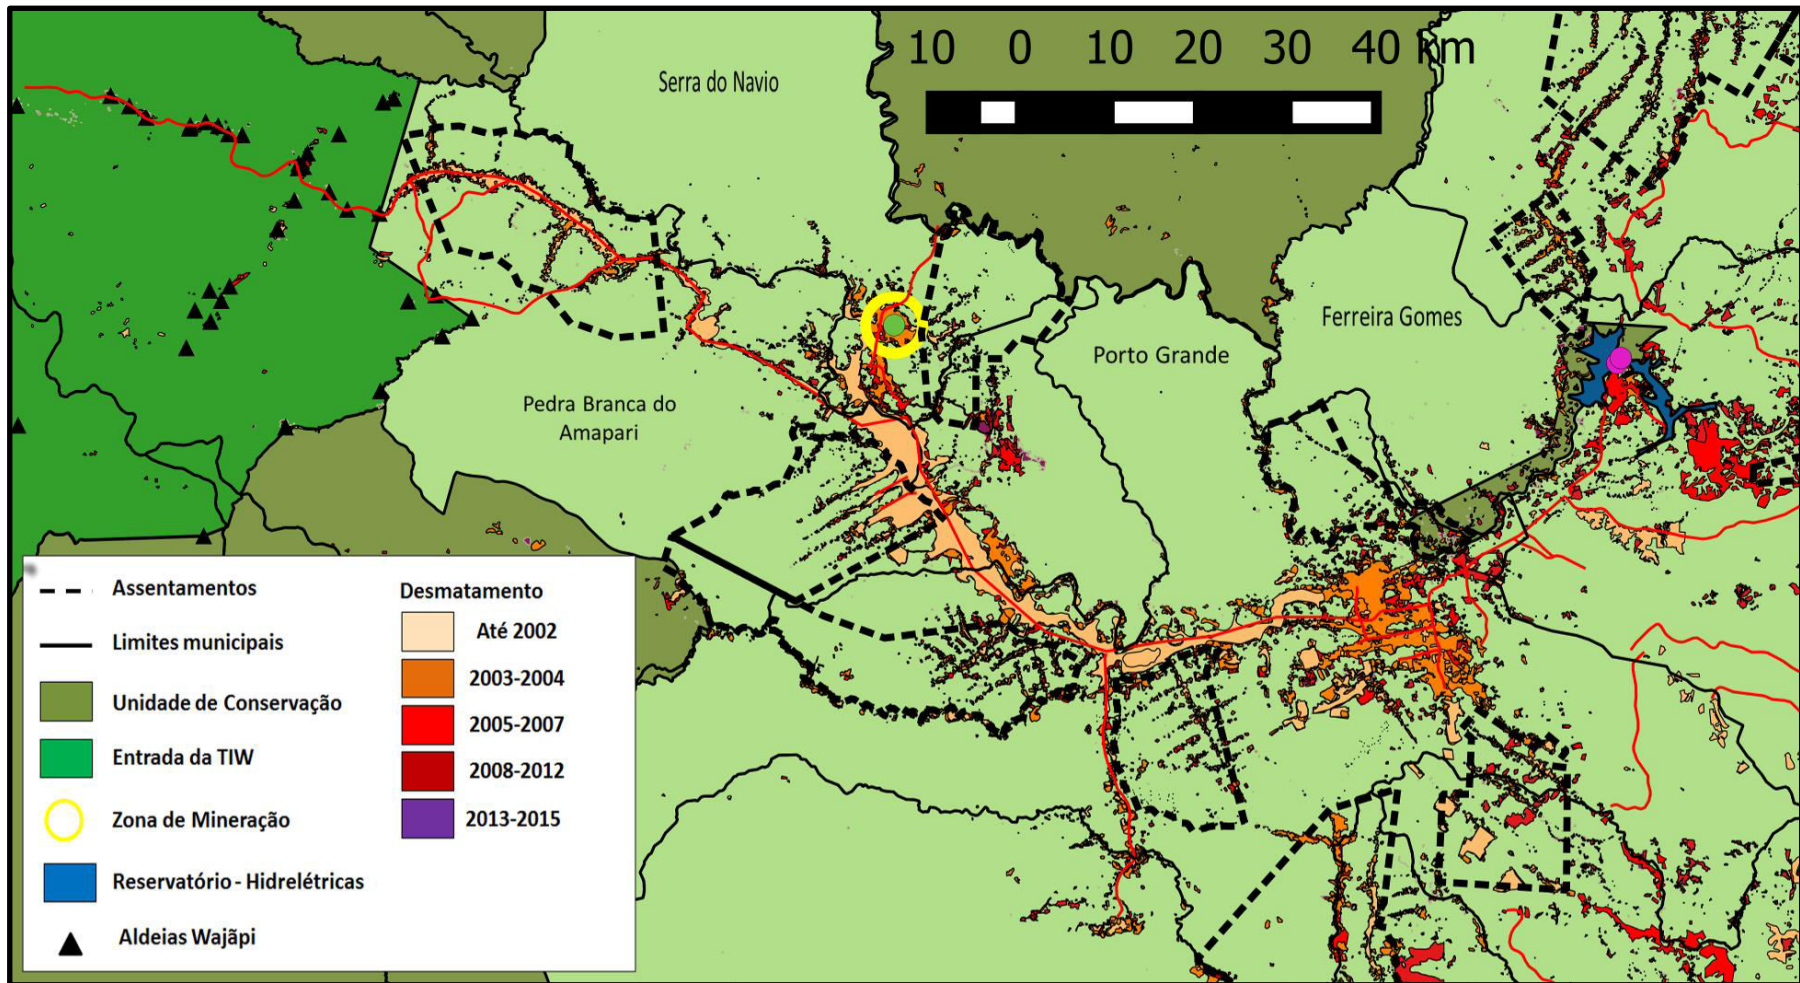 10 0 10 20 30 40 km
Serra do Navio
Ferreira Gomes
Porto Grande
Pedra Branca do
Amapari
Assentamentos
Limites municipais
Unidade de Conservação
Entrada da TIW
Zona de Mineração
Reservatório - Hidrelétricas
Aldeias Wajãpi
Desmatamento
Até 2002
2003-2004
2005-2007
2008-2012
2013-2015